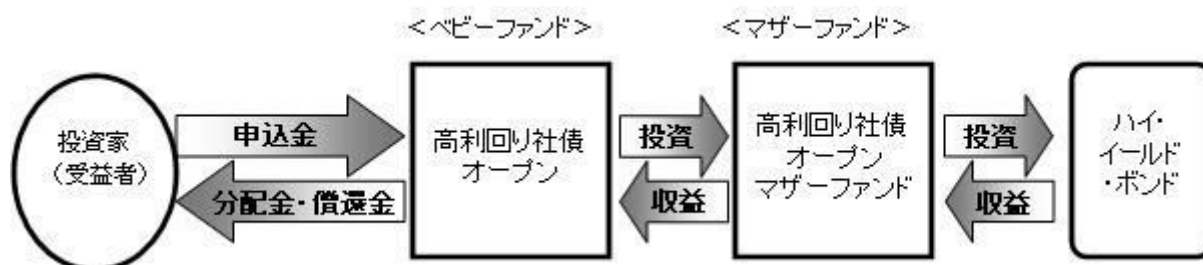 <ベビーファンド>
<マザーファンド>
投資家
(受益者)
申込金
分配金・償還金
高利回り社債
オープン
投資
収益
高利回り社債
オープン
マザーファンド
投資
収益
ハイ・
イールド
・ボンド